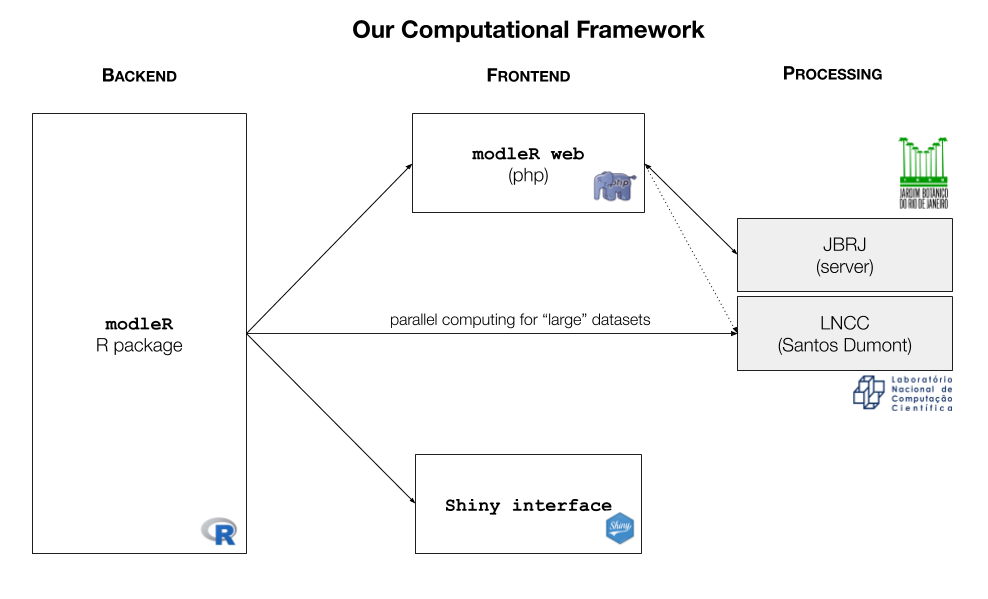 Our Computational Framework
BACKEND
FRONTEND
PROCESSING
modleR
R package
R
modleR web
(php)
php
parallel computing for “large” datasets
Shiny interface
Shiny
JARDIM BOTÂNICO
DO RIO DE JANEIRO
JBRJ
(server)
LNCC
(Santos Dumont)
Laboratório
Nacional de
Computação
Científica